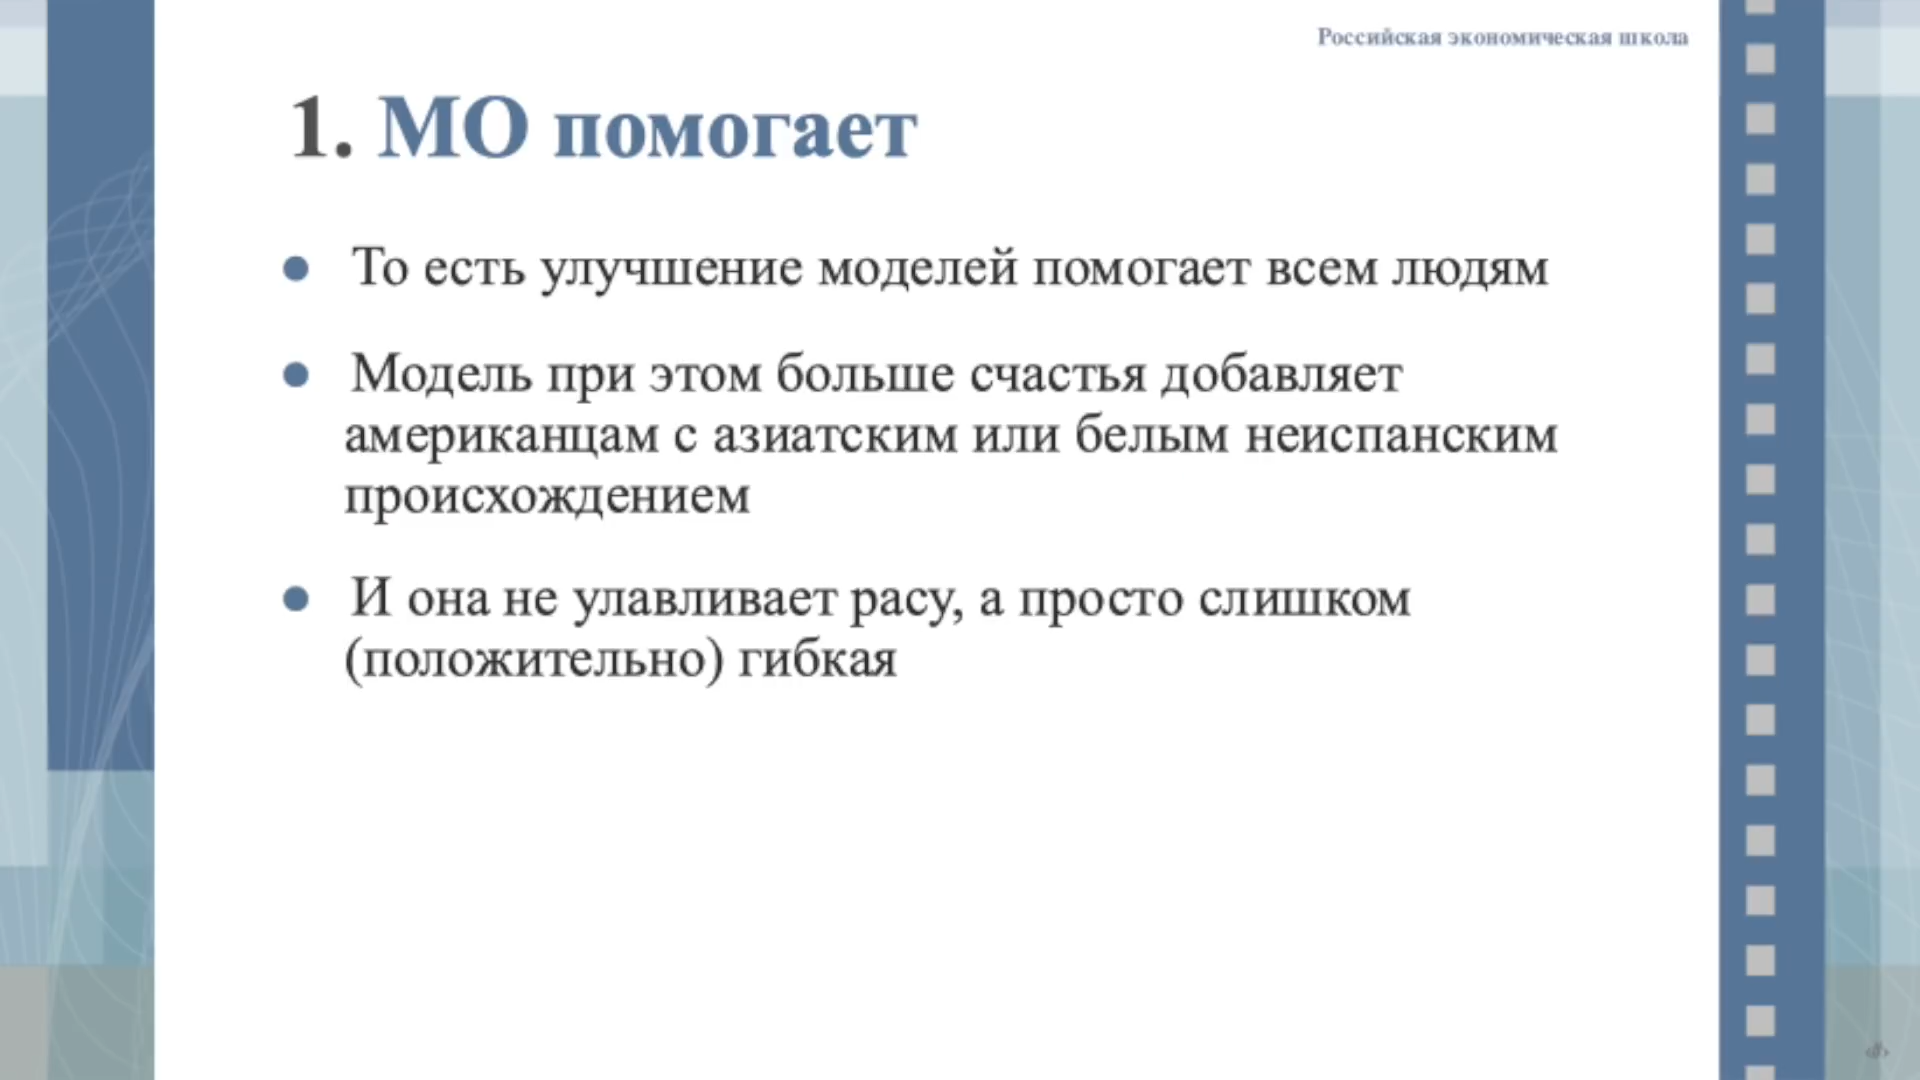 Российская экономическая школа
1. МО помогает
● То есть улучшение моделей помогает всем людям
● Модель при этом больше счастья добавляет
американцам с азиатским или белым неиспанским
происхождением
● И она не улавливает расу, а просто слишком
(положительно) гибкая